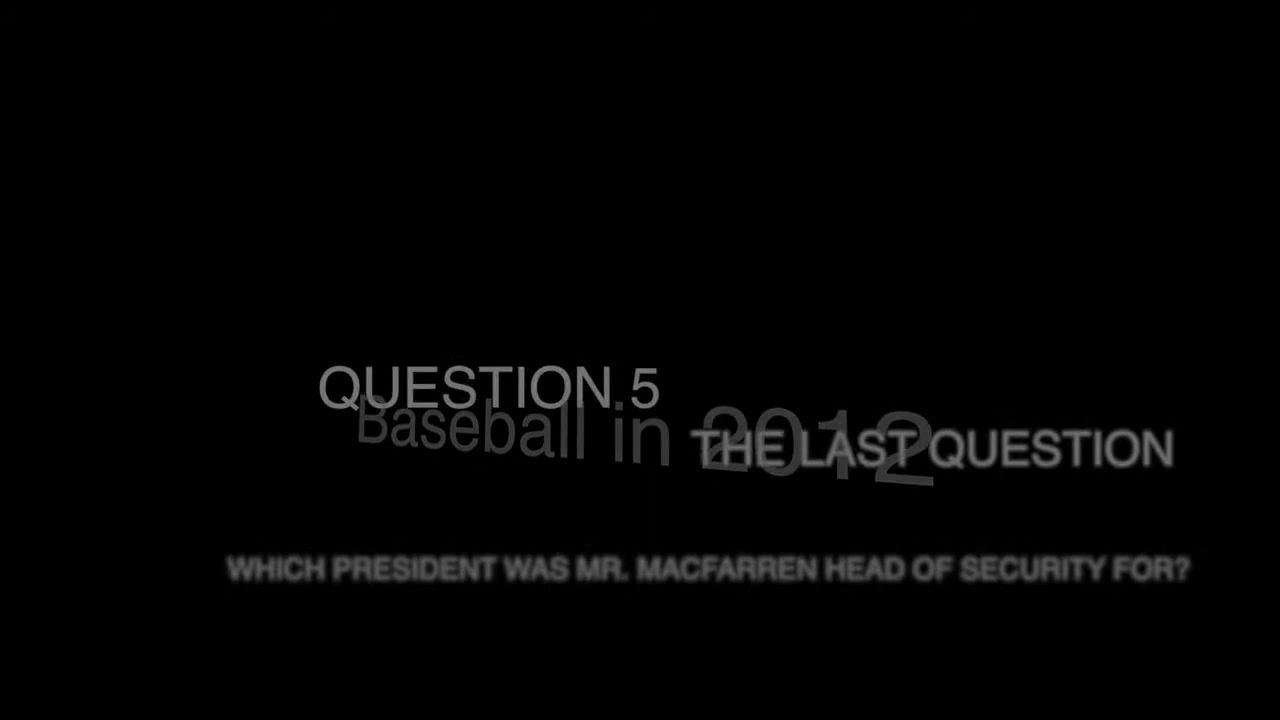 QUESTION 5
Baseball in 2012
THE LAST QUESTION
WHICH PRESIDENT WAS MR. MACFARREN HEAD OF SECURITY FOR?